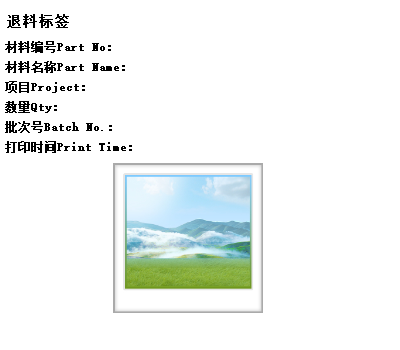 退料标签
材料编号Part No:
材料名称Part Name:
项目Project:
数量Qty:
批次号Batch No.:
打印时间Print Time: